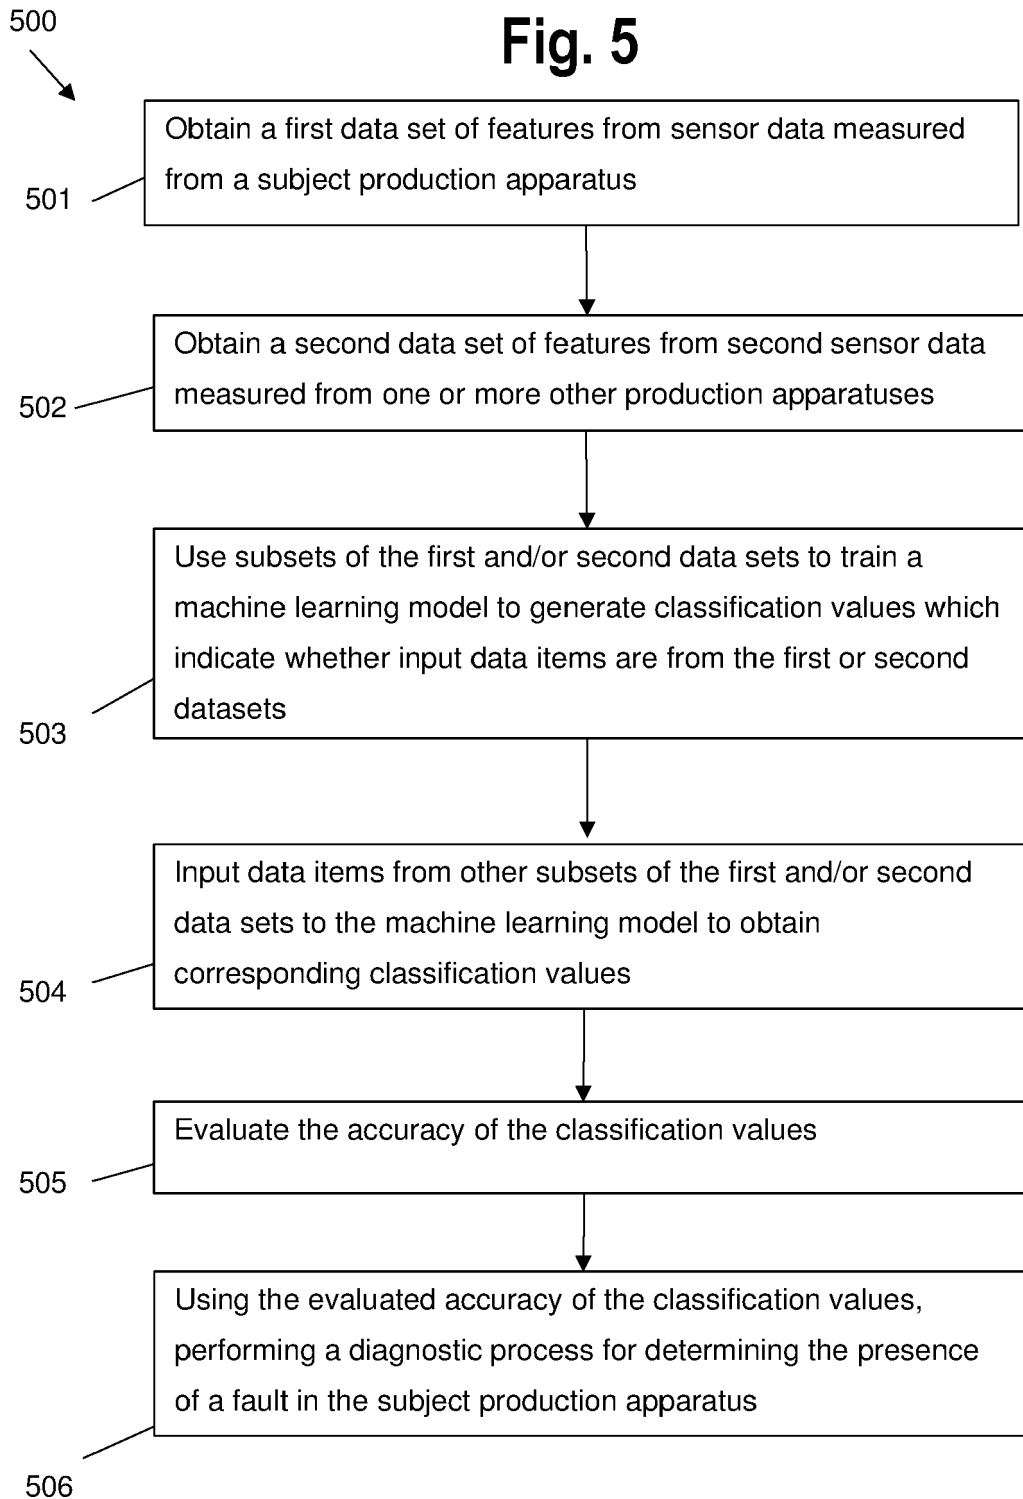 500
Fig. 5
Obtain a first data set of features from sensor data measured
from a subject production apparatus
501
Obtain a second data set of features from second sensor data
measured from one or more other production apparatuses
502
Use subsets of the first and/or second data sets to train a
machine learning model to generate classification values which
indicate whether input data items are from the first or second
datasets
503
Input data items from other subsets of the first and/or second
data sets to the machine learning model to obtain
corresponding classification values
504
Evaluate the accuracy of the classification values
505
Using the evaluated accuracy of the classification values,
performing a diagnostic process for determining the presence
of a fault in the subject production apparatus
506